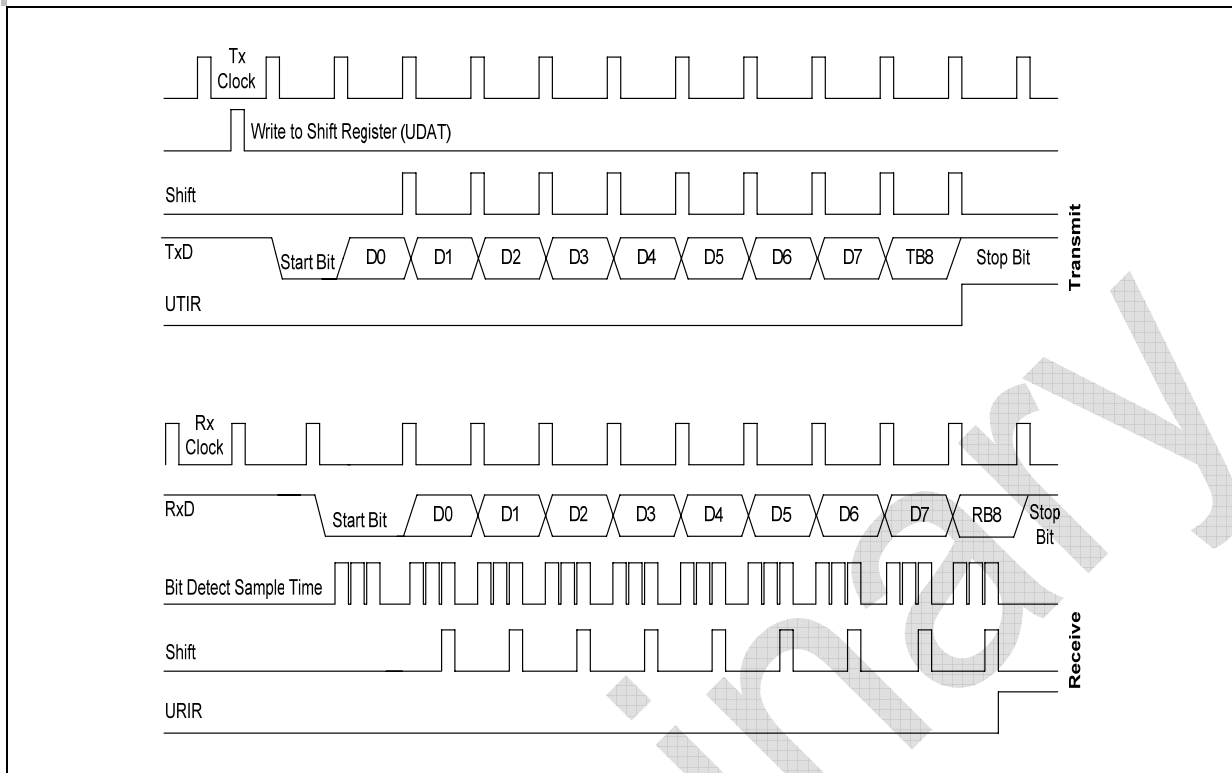 Tx
Clock
Write to Shift Register (UDAT)
Shift
TxD
Start Bit D0 D1 D2 D3 D4 D5 D6 D7 TB8 Stop Bit
UTIR
Transmit
Rx
Clock
RxD
Start Bit D0 D1 D2 D3 D4 D5 D6 D7 RB8 Stop
Bit
Bit Detect Sample Time
Shift
URIR
Receive
inary